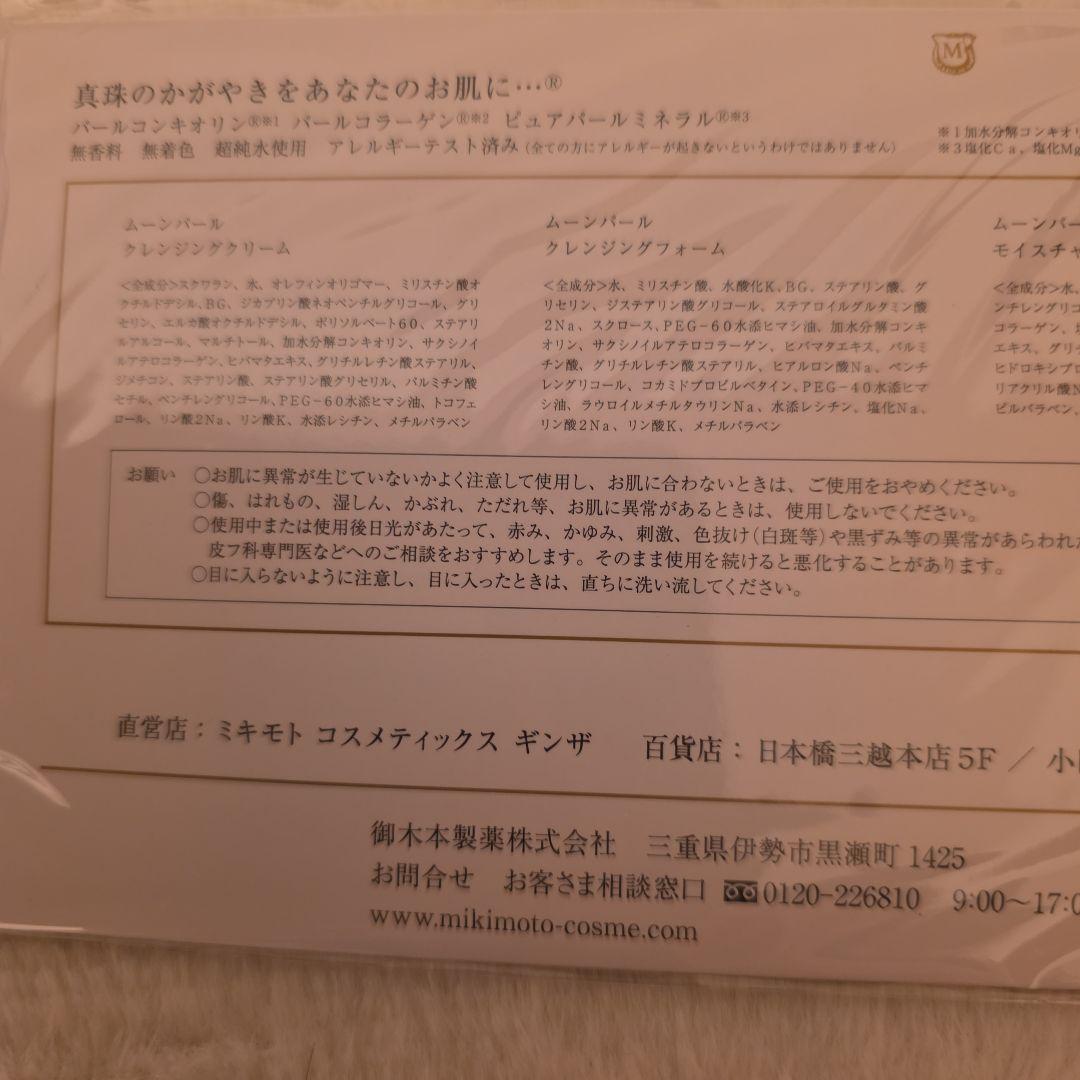 M
真珠のかがやきをあなたのお肌に…®
パールコンキオリン®※1 パールコラーゲン®※2 ピュアパールミネラル®※3
無香料 無着色 超純水使用 アレルギーテスト済み(全ての方にアレルギーが起きないというわけではありません)
※1加水分解コンキオリ
※3塩化Ca、塩化Mg
ムーンパール
クレンジングクリーム
<全成分>スクワラン、水、オレフィンオリゴマー、ミリスチン酸オ
クチルドデシル、BG、ジカプリン酸ネオペンチルグリコール、グリ
セリン、エルカ酸オクチルドデシル、ポリソルベート60、ステアリ
ルアルコール、マルチトール、加水分解コンキオリン、サクシノイ
ルアテロコラーゲン、ヒバマタエキス、グリチルレチン酸ステアリル、
ジメチコン、ステアリン酸、ステアリン酸グリセリル、パルミチン酸
セチル、ペンチレングリコール、PEG-60水添ヒマシ油、トコフェ
ロール、リン酸2Na、リン酸K、水添レシチン、メチルパラベン
ムーンパール
クレンジングフォーム
<全成分>水、ミリスチン酸、水酸化K、BG、ステアリン酸、グ
リセリン、ジステアリン酸グリコール、ステアロイルグルタミン酸
2Na、スクロース、PEG-60水添ヒマシ油、加水分解コンキ
オリン、サクシノイルアテロコラーゲン、ヒバマタエキス、パルミ
チン酸、グリチルレチン酸ステアリル、ヒアルロン酸Na、ペンチ
レングリコール、コカミドプロピルベタイン、PEG-40水添ヒマ
シ油、ラウロイルメチルタウリンNa、水添レシチン、塩化Na、
リン酸2Na、リン酸K、メチルパラベン
ムーンパー
モイスチャ
<全成分>水、
ンチレングリコ
コラーゲン、
エキス、グリチ
ヒドロキシプロ
リアクリル酸N
ピルパラベン、
お願い ○お肌に異常が生じていないかよく注意して使用し、お肌に合わないときは、ご使用をおやめください。
○傷、はれもの、湿しん、かぶれ、ただれ等、お肌に異常があるときは、使用しないでください。
○使用中または使用後日光があたって、赤み、かゆみ、刺激、色抜け(白斑等)や黒ずみ等の異常があらわれた
皮フ科専門医などへのご相談をおすすめします。そのまま使用を続けると悪化することがあります。
○目に入らないように注意し、目に入ったときは、直ちに洗い流してください。
直営店：ミキモト コスメティックス ギンザ 百貨店：日本橋三越本店5F / 小
御木本製薬株式会社 三重県伊勢市黒瀬町1425
お問合せ お客さま相談窓口 0120-226810 9:00～17:0
www.mikimoto-cosme.com